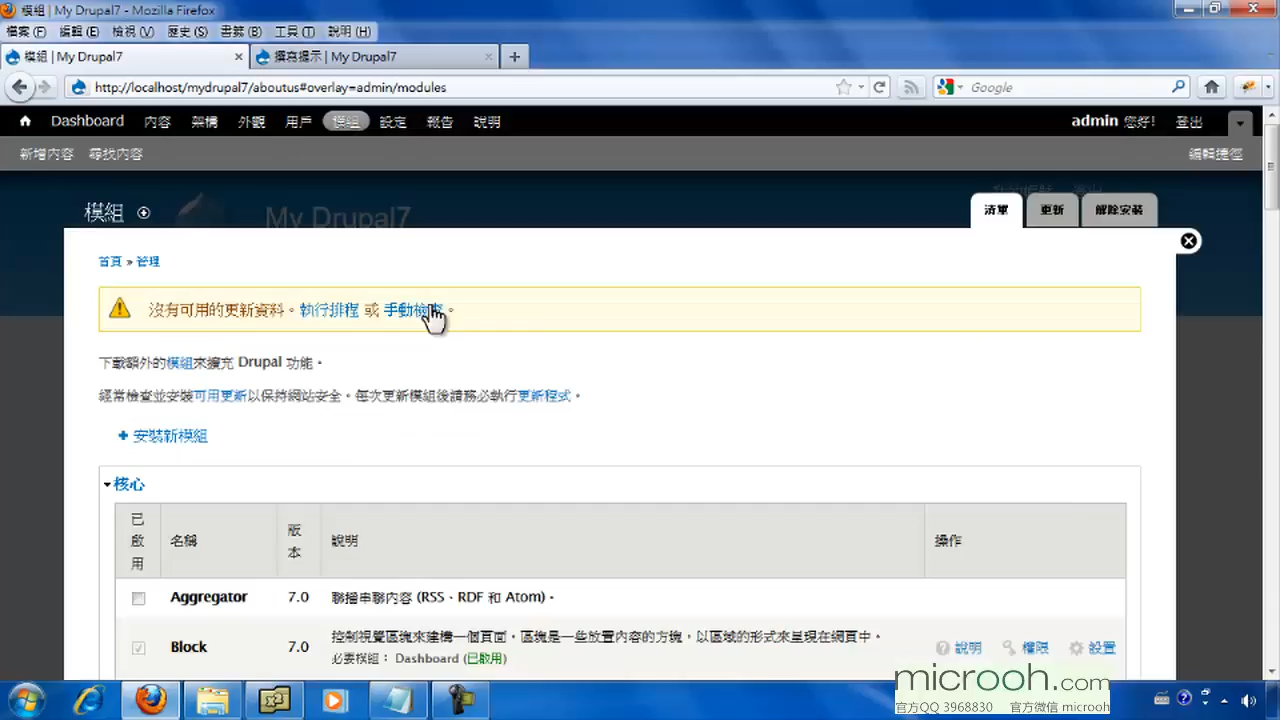 模組 | My Drupal7 - Mozilla Firefox
檔案 (F) 編輯 (E) 檢視 (V) 歷史 (S) 書籤 (B) 工具 (T) 說明 (H)
模組 | My Drupal7
撰寫提示 | My Drupal7
http://localhost/mydrupal7/aboutus#overlay=admin/modules
Google
Dashboard 內容 架構 外觀 用戶 模組 設定 報告 說明
admin 您好! 登出
新增內容 尋找內容
編輯捷徑
模組
My Drupal7
清單 更新 解除安裝
首頁 » 管理
沒有可用的更新資料。執行排程 或 手動檢查。
下載額外的模組來擴充 Drupal 功能。
經常檢查並安裝可用更新以保持網站安全。每次更新模組後請務必執行更新程式。
安裝新模組
核心
已啟用 名稱 版本 說明 操作
Aggregator 7.0 聯播串聯內容 (RSS、RDF 和 Atom)。
Block 7.0 控制視覺區塊來建構一個頁面。區塊是一些放置內容的方塊，以區域的形式來呈現在網頁中。
必要模組： Dashboard (已啟用)
說明 權限 設置
microoh.com
官方QQ 3968830 官方微信 microoh